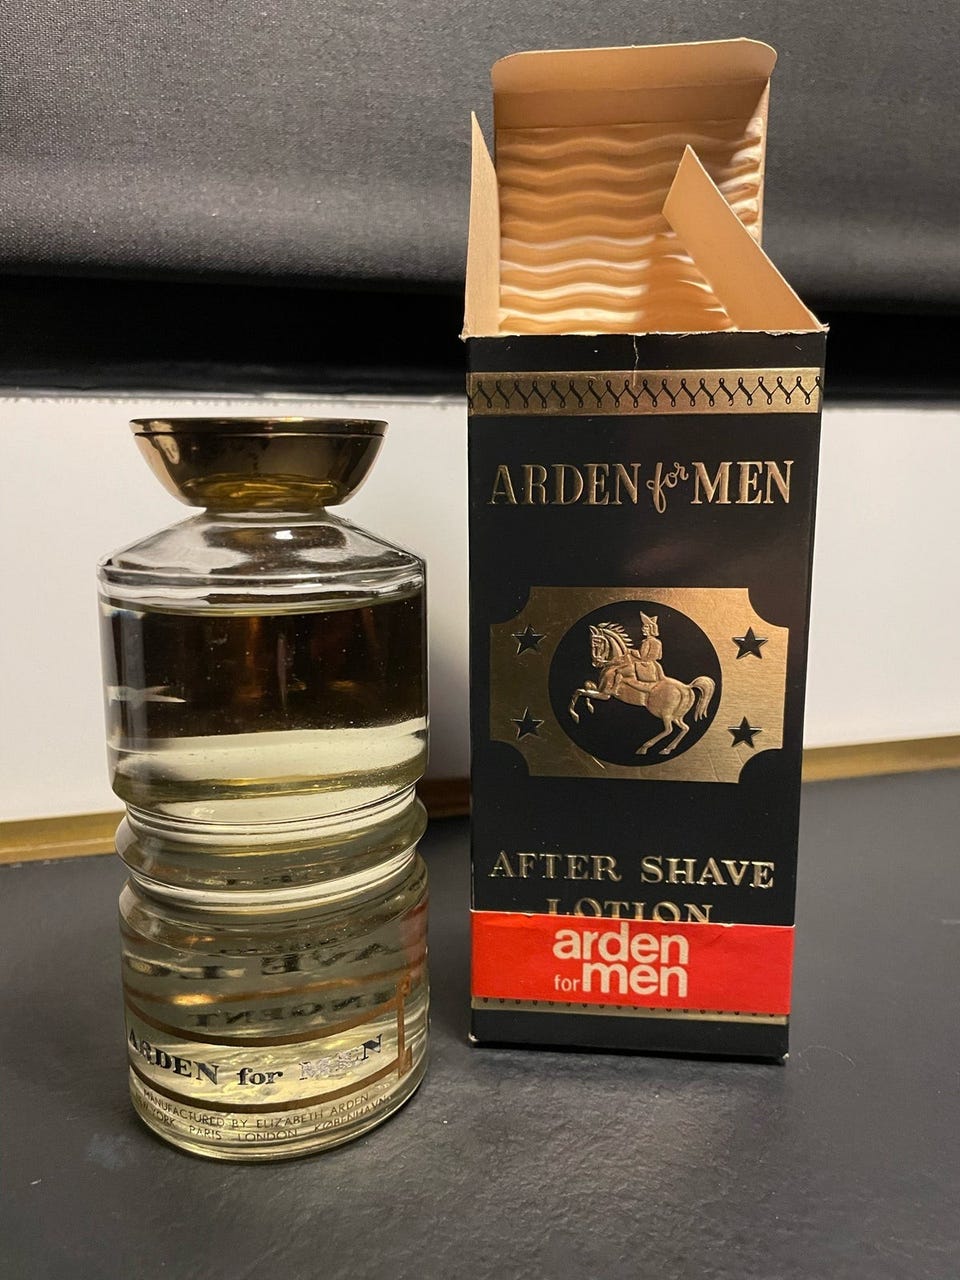 ARDEN for MEN
AFTER SHAVE
LOTION
arden
for men
ARDEN for MEN
MANUFACTURED BY ELIZABETH ARDEN
NEW YORK PARIS LONDON KØBENHAVN